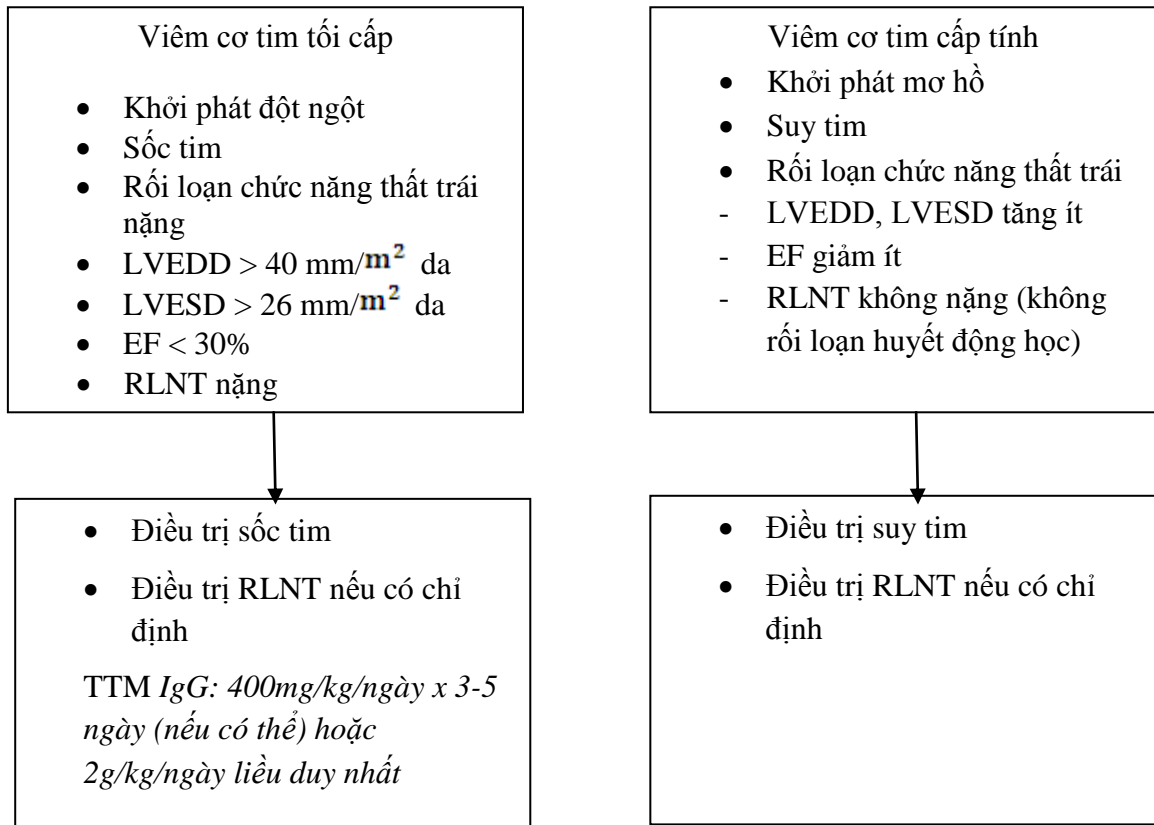 Viêm cơ tim tối cấp
• Khởi phát đột ngột
• Sốc tim
• Rối loạn chức năng thất trái
nặng
• LVEDD > 40 mm/m² da
• LVESD > 26 mm/m² da
• EF < 30%
• RLNT nặng
Viêm cơ tim cấp tính
• Khởi phát mơ hồ
• Suy tim
• Rối loạn chức năng thất trái
- LVEDD, LVESD tăng ít
- EF giảm ít
- RLNT không nặng (không
rối loạn huyết động học)
• Điều trị sốc tim
• Điều trị RLNT nếu có chỉ
định
TTM IgG: 400mg/kg/ngày x 3-5
ngày (nếu có thể) hoặc
2g/kg/ngày liều duy nhất
• Điều trị suy tim
• Điều trị RLNT nếu có chỉ
định